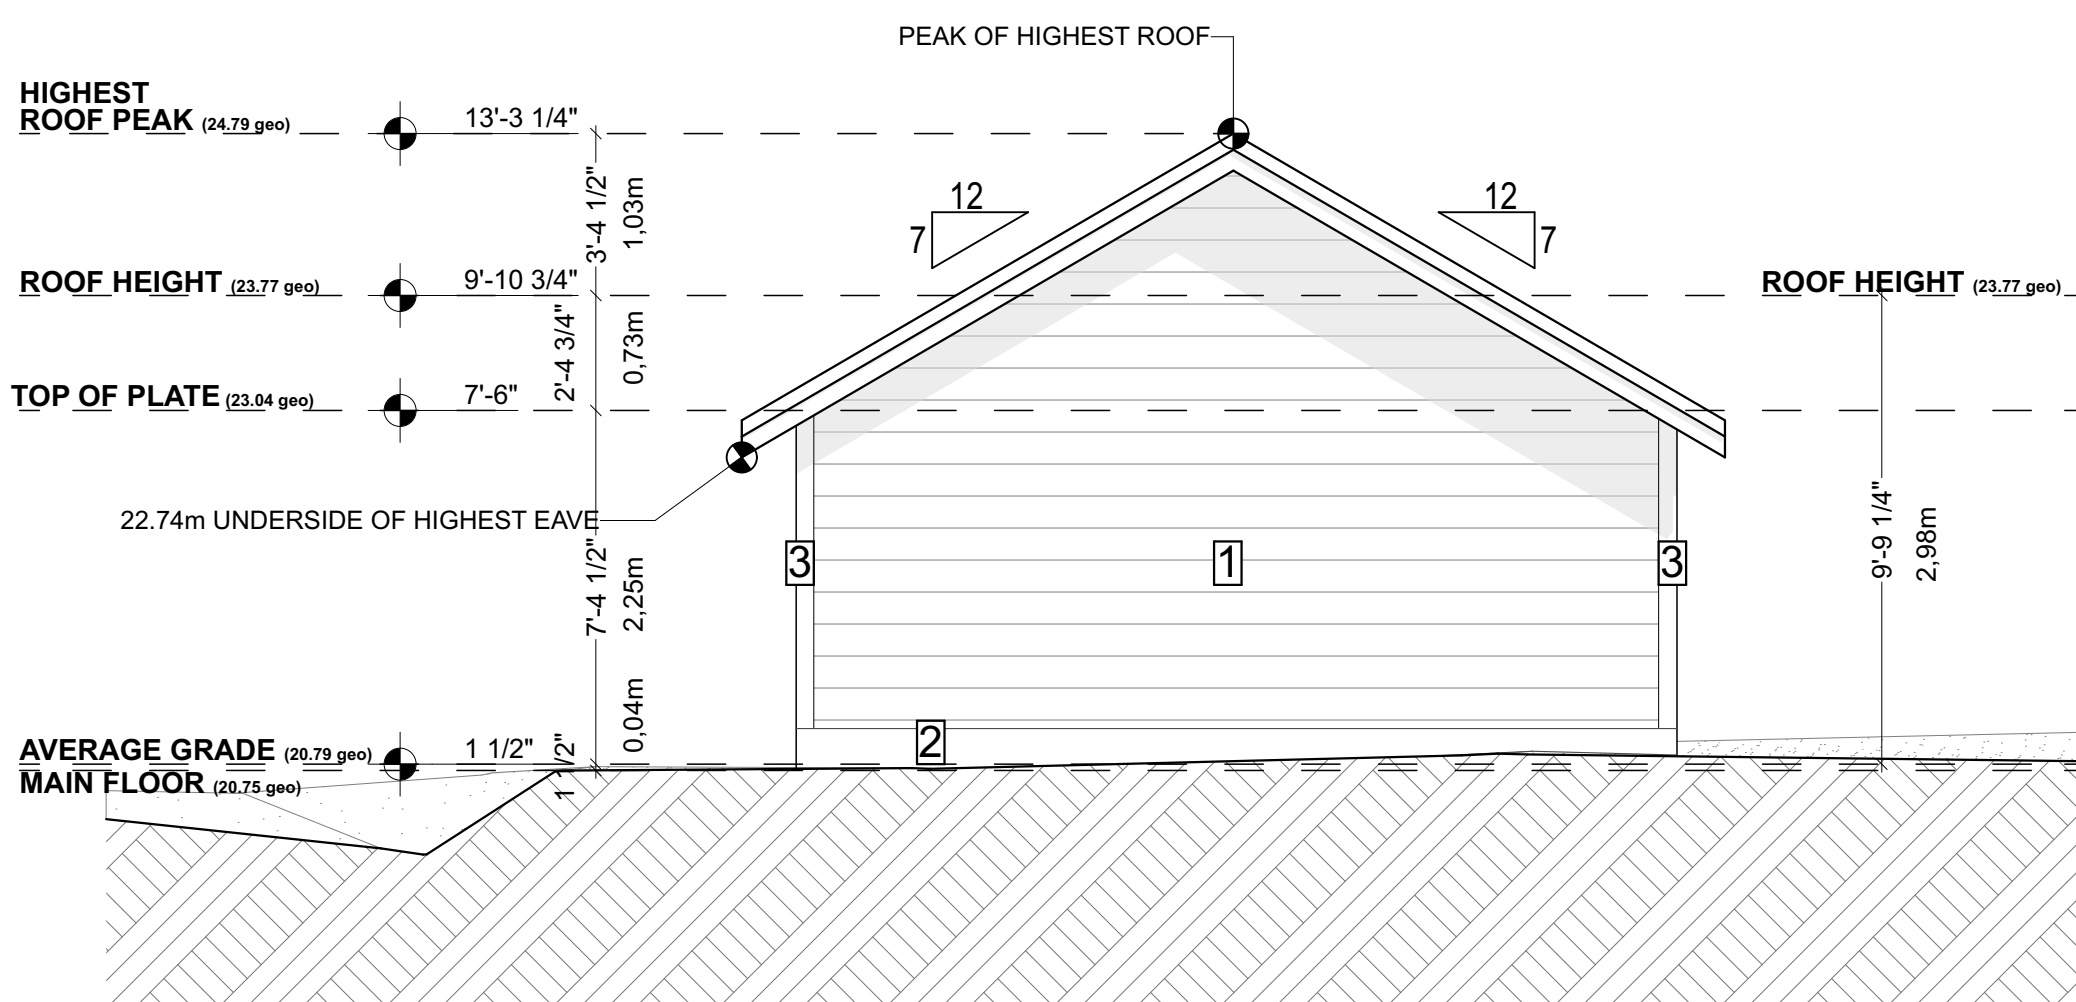 PEAK OF HIGHEST ROOF
HIGHEST
ROOF PEAK (24.79 geo)
13'-3 1/4"
3'-4 1/2"
1,03m
12
7
12
7
ROOF HEIGHT (23.77 geo)
9'-10 3/4"
ROOF HEIGHT (23.77 geo)
2'-4 3/4"
0,73m
TOP OF PLATE (23.04 geo)
7'-6"
22.74m UNDERSIDE OF HIGHEST EAVE
7'-4 1/2"
2,25m
9'-9 1/4"
2,98m
3
1
3
0,04m
2
AVERAGE GRADE (20.79 geo)
1 1/2"
1 1/2"
MAIN FLOOR (20.75 geo)